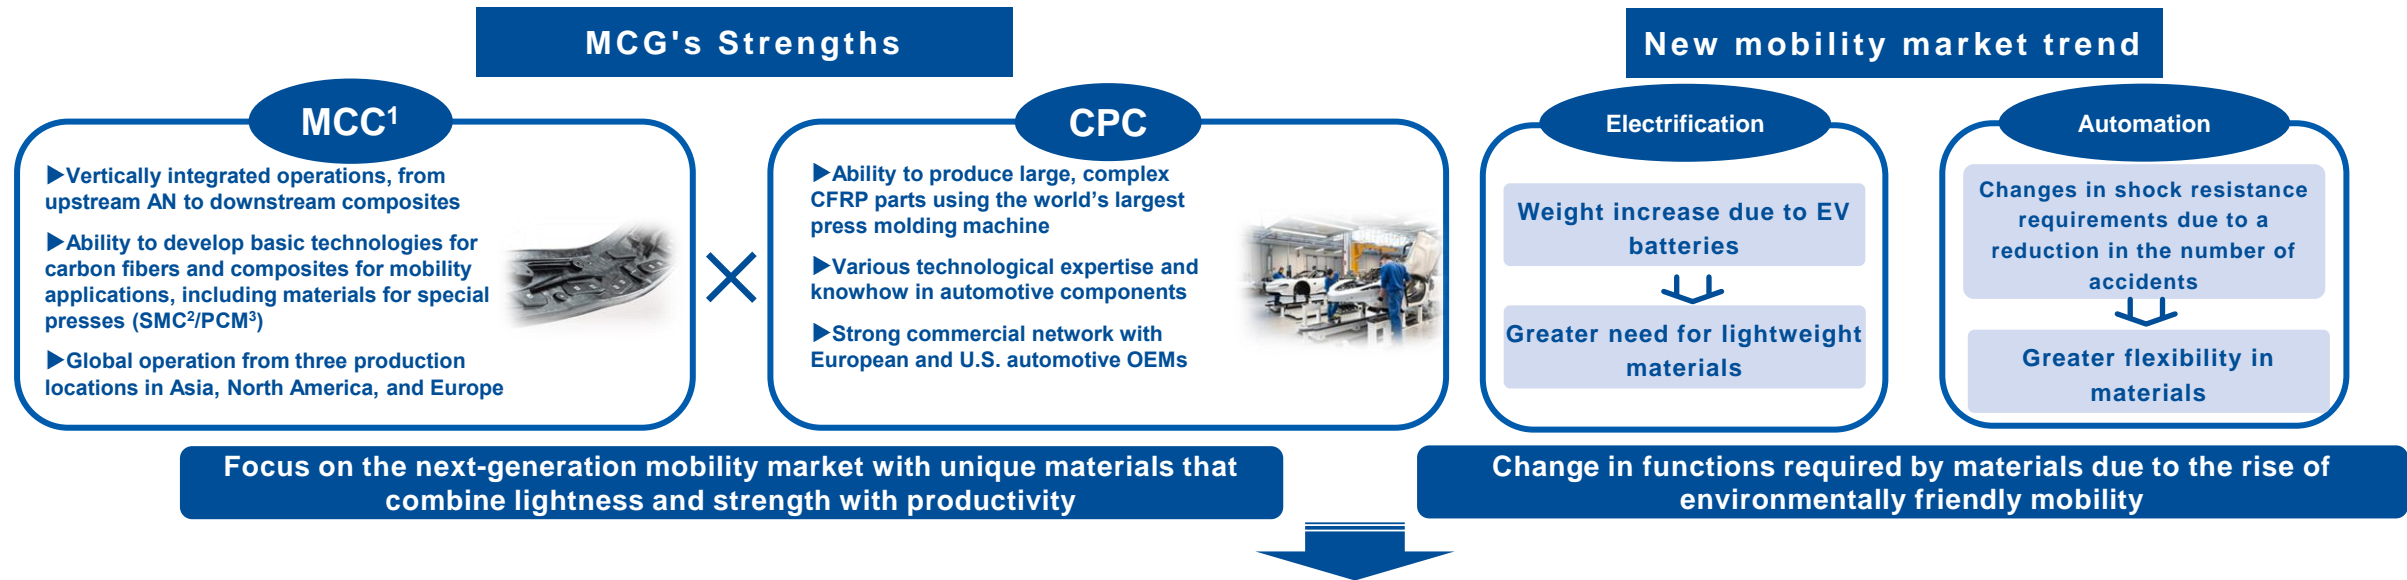 MCG's Strengths
MCC¹
▶Vertically integrated operations, from
upstream AN to downstream composites
▶Ability to develop basic technologies for
carbon fibers and composites for mobility
applications, including materials for special
presses (SMC²/PCM³)
▶Global operation from three production
locations in Asia, North America, and Europe
CPC
▶Ability to produce large, complex
CFRP parts using the world’s largest
press molding machine
▶Various technological expertise and
knowhow in automotive components
▶Strong commercial network with
European and U.S. automotive OEMs
Focus on the next-generation mobility market with unique materials that
combine lightness and strength with productivity
New mobility market trend
Electrification
Weight increase due to EV
batteries
Greater need for lightweight
materials
Automation
Changes in shock resistance
requirements due to a
reduction in the number of
accidents
Greater flexibility in
materials
Change in functions required by materials due to the rise of
environmentally friendly mobility